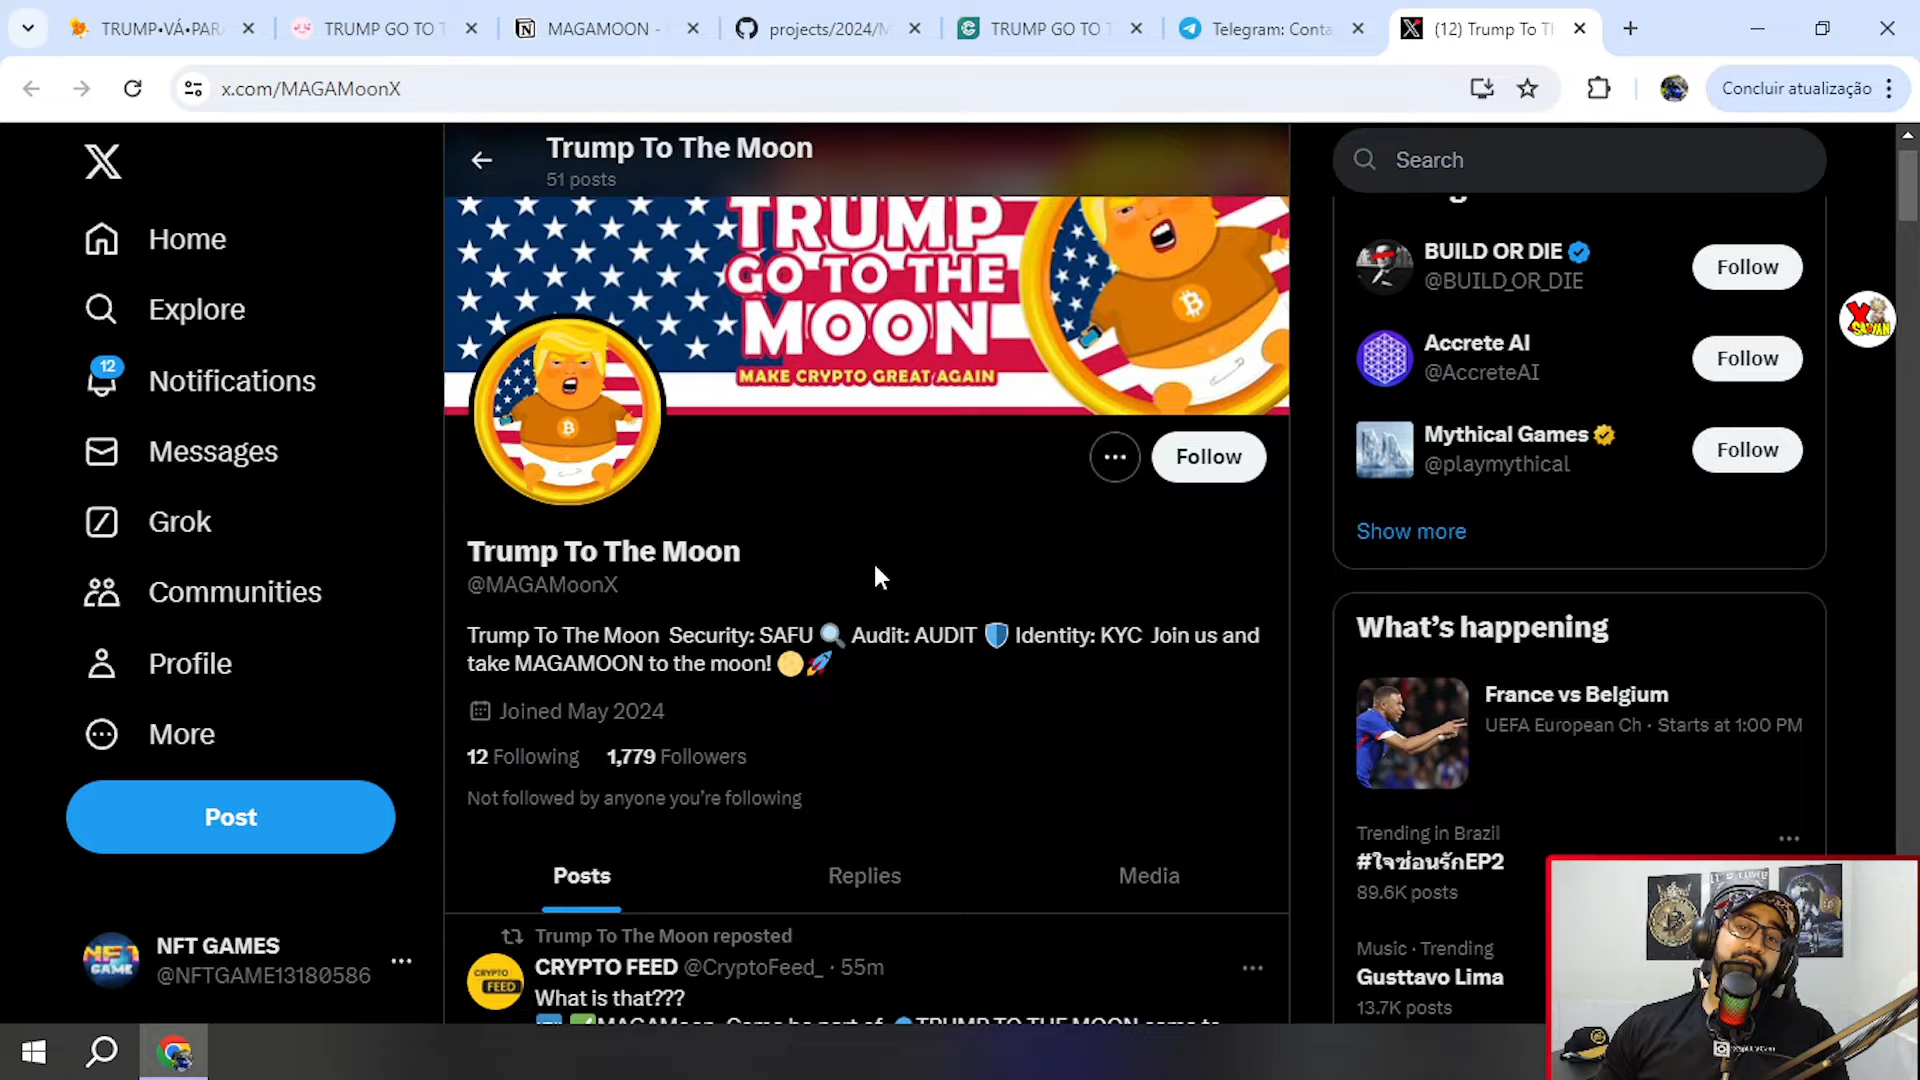 TRUMP•VÁ•PAR
TRUMP GO TO T
MAGAMOON -
projects/2024/M
TRUMP GO TO T
Telegram: Conta
(12) Trump To Th
x.com/MAGAMoonX
Concluir atualização
X
Home
Explore
12
Notifications
Messages
Grok
Communities
Profile
More
Post
NFT GAMES
@NFTGAME13180586
Trump To The Moon
51 posts
TRUMP
GO TO THE
MOON
MAKE CRYPTO GREAT AGAIN
Follow
Trump To The Moon
@MAGAMoonX
Trump To The Moon Security: SAFU 🔍 Audit: AUDIT 🛡️ Identity: KYC Join us and
take MAGAMOON to the moon! 🌕🚀
Joined May 2024
12 Following 1,779 Followers
Not followed by anyone you’re following
Posts
Replies
Media
Trump To The Moon reposted
CRYPTO FEED
CRYPTO FEED @CryptoFeed_ · 55m
What is that???
MAGAMoon
TRUMP TO THE MOON
Search
BUILD OR DIE
@BUILD_OR_DIE
Follow
Accrete AI
@AccreteAI
Follow
Mythical Games
@playmythical
Follow
Show more
What’s happening
France vs Belgium
UEFA European Ch · Starts at 1:00 PM
Trending in Brazil
#ใจซ่อนรักEP2
89.6K posts
Music · Trending
Gusttavo Lima
13.7K posts